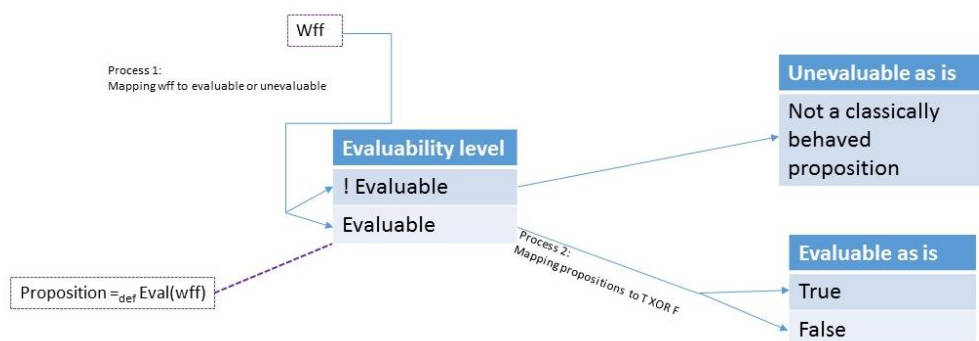 Wff
Process 1:
Mapping wff to evaluable or unevaluable
Unevaluable as is
Not a classically
behaved
proposition
Evaluability level
! Evaluable
Evaluable
Process 2:
Mapping propositions to T XOR F
Proposition =def Eval(wff)
Evaluable as is
True
False